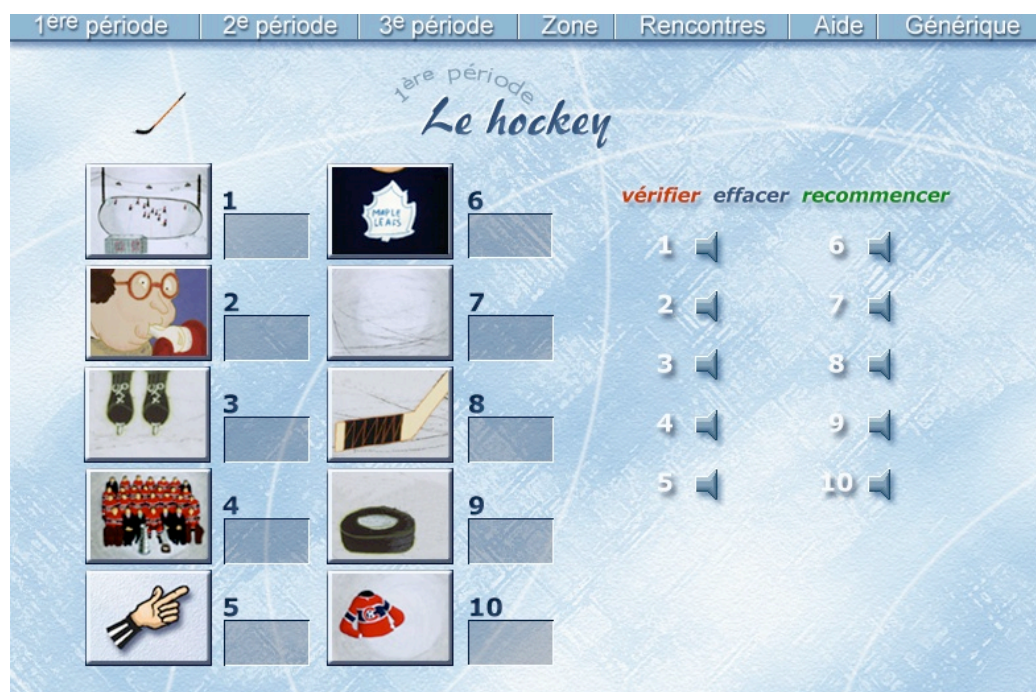 1ère période 2e période 3e période Zone Rencontres Aide Générique
1ère période
Le hockey
1 6
MAPLE
LEAFS
2 7
3 8
4 9
5 10
vérifier effacer recommencer
1 6
2 7
3 8
4 9
5 10